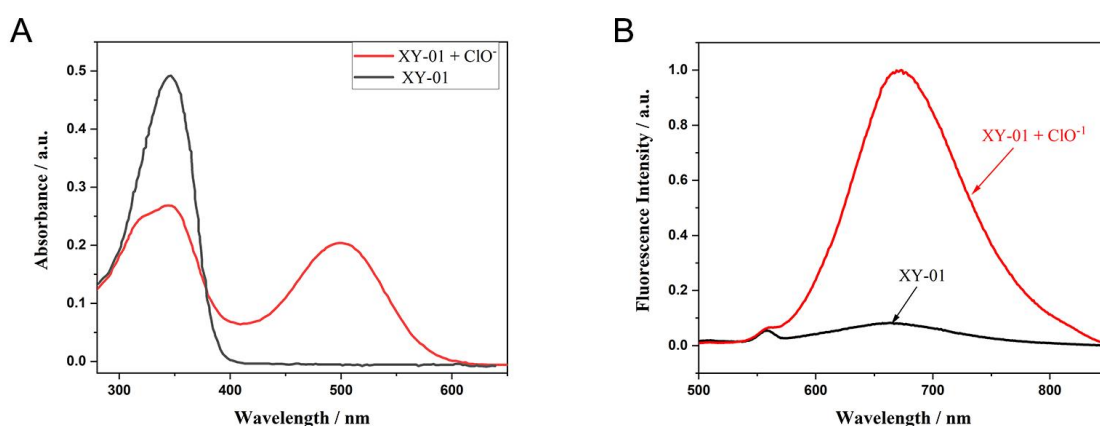 A
XY-01 + ClO⁻
XY-01
0.5
0.4
0.3
0.2
0.1
0.0
Absorbance / a.u.
300
400
500
600
Wavelength / nm
B
1.0
0.8
0.6
0.4
0.2
0.0
Fluorescence Intensity / a.u.
XY-01 + ClO⁻¹
XY-01
500
600
700
800
Wavelength / nm